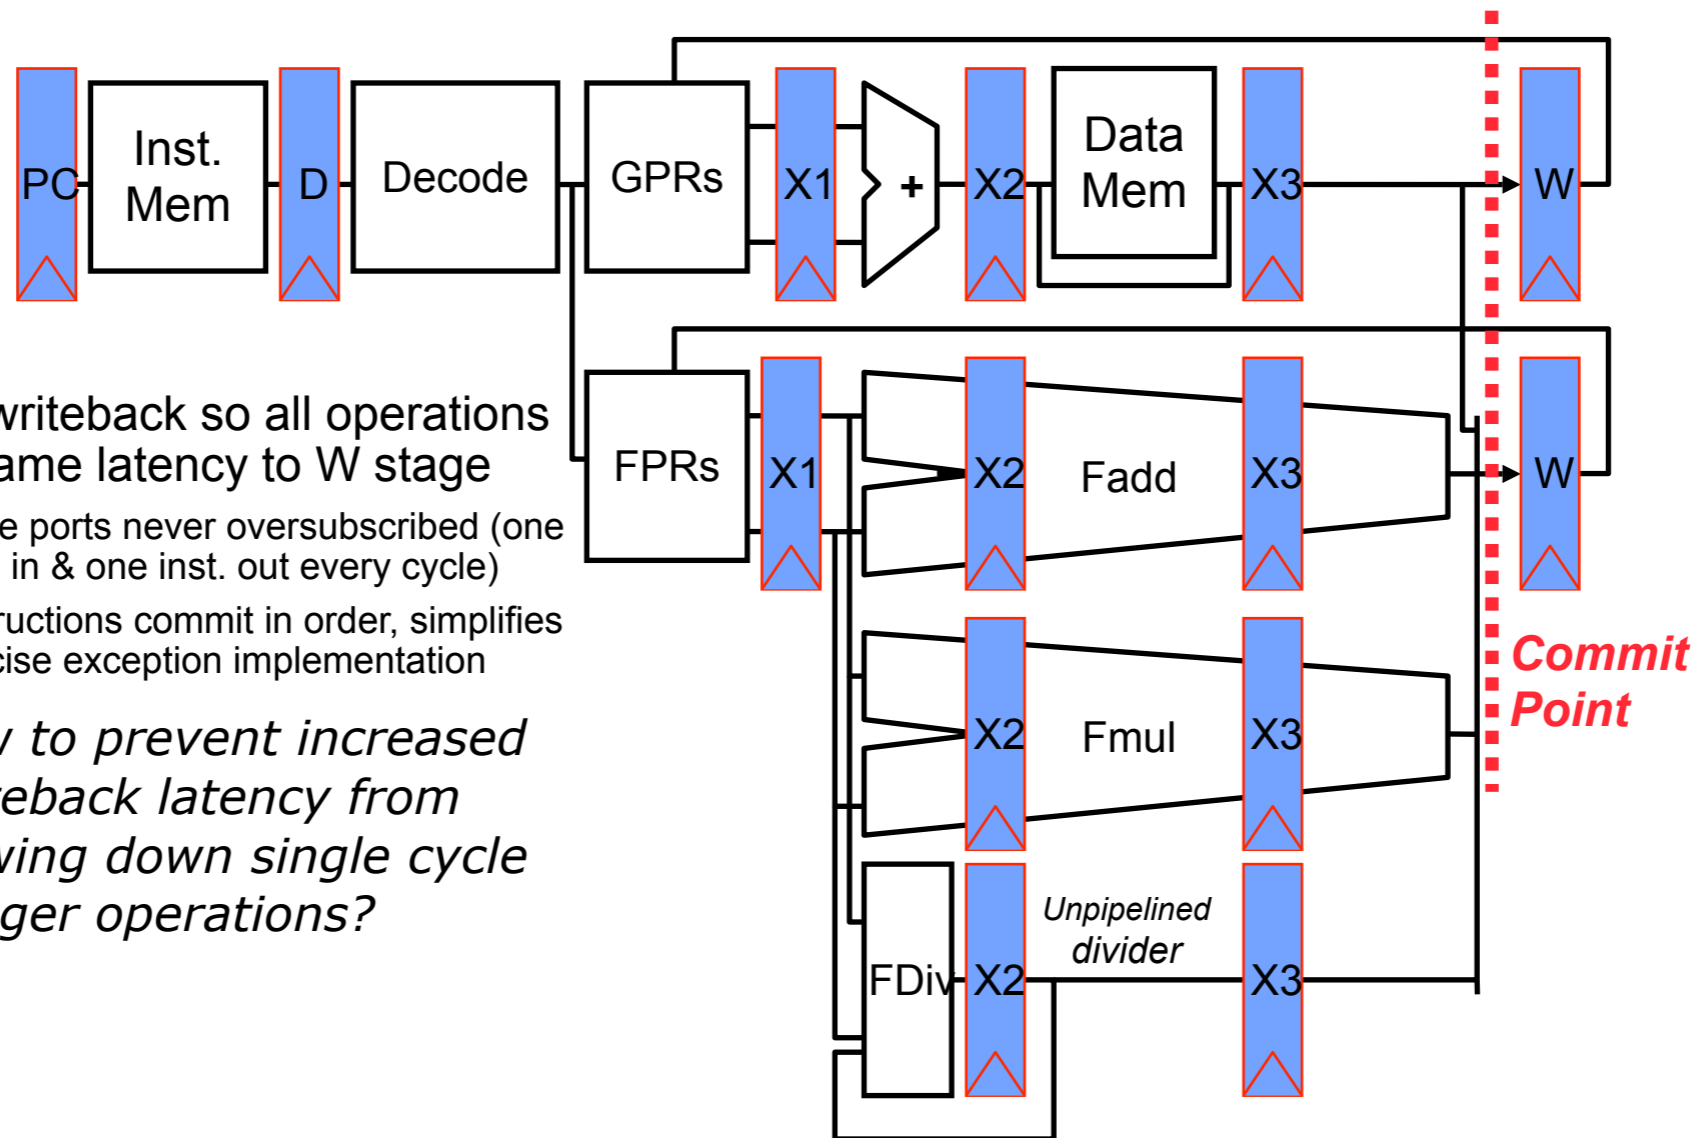 PC
Inst.
Mem
D
Decode
GPRs
X1
+
X2
Data
Mem
X3
W
writeback so all operations
ame latency to W stage
e ports never oversubscribed (one
in & one inst. out every cycle)
ructions commit in order, simplifies
cise exception implementation
w to prevent increased
eback latency from
wing down single cycle
ger operations?
FPRs
X1
X2
Fadd
X3
W
X2
Fmul
X3
Commit
Point
FDiv
X2
Unpipelined
divider
X3